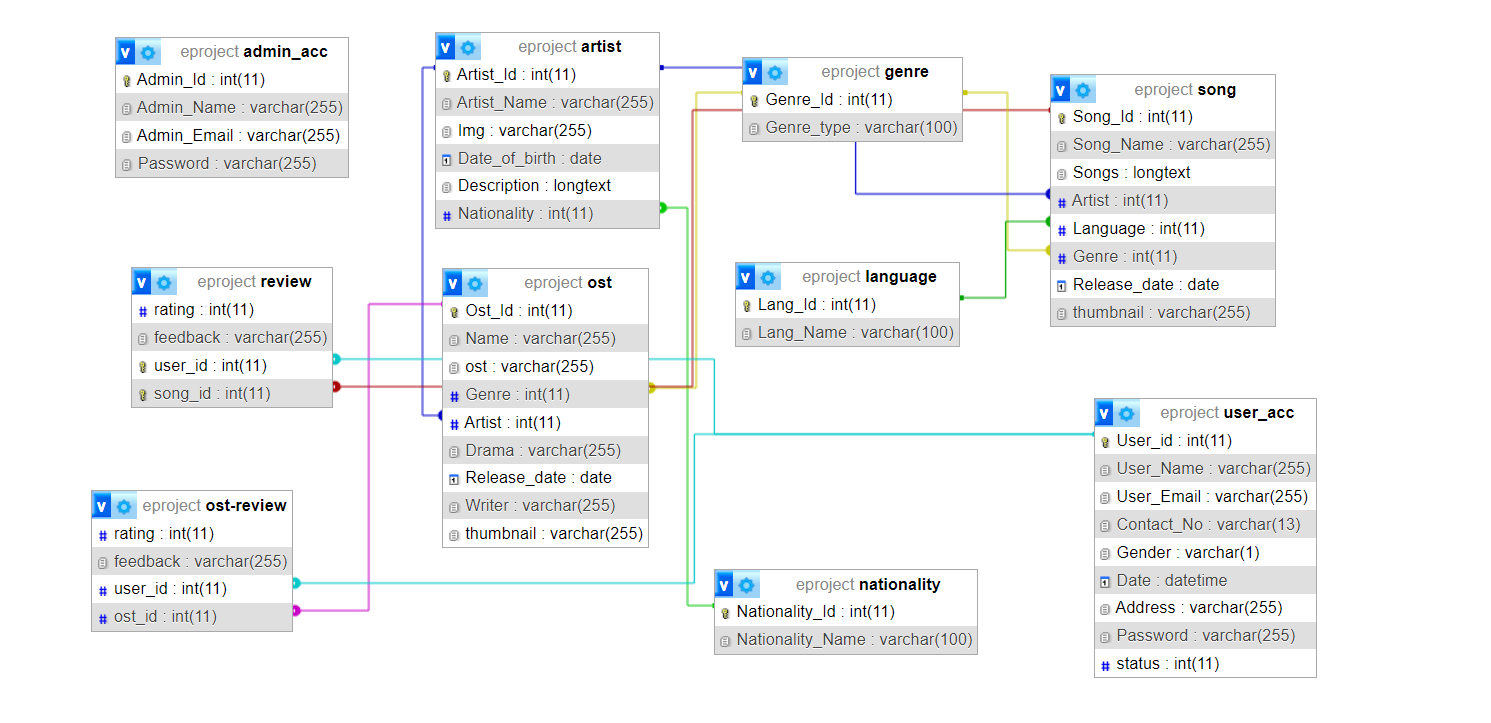 eproject admin_acc
Admin_Id : int(11)
Admin_Name : varchar(255)
Admin_Email : varchar(255)
Password : varchar(255)
eproject artist
Artist_Id : int(11)
Artist_Name : varchar(255)
Img : varchar(255)
Date_of_birth : date
Description : longtext
Nationality : int(11)
eproject genre
Genre_Id : int(11)
Genre_type : varchar(100)
eproject song
Song_Id : int(11)
Song_Name : varchar(255)
Songs : longtext
Artist : int(11)
Language : int(11)
Genre : int(11)
Release_date : date
thumbnail : varchar(255)
eproject review
rating : int(11)
feedback : varchar(255)
user_id : int(11)
song_id : int(11)
eproject ost
Ost_Id : int(11)
Name : varchar(255)
ost : varchar(255)
Genre : int(11)
Artist : int(11)
Drama : varchar(255)
Release_date : date
Writer : varchar(255)
thumbnail : varchar(255)
eproject language
Lang_Id : int(11)
Lang_Name : varchar(100)
eproject user_acc
User_id : int(11)
User_Name : varchar(255)
User_Email : varchar(255)
Contact_No : varchar(13)
Gender : varchar(1)
Date : datetime
Address : varchar(255)
Password : varchar(255)
status : int(11)
eproject ost-review
rating : int(11)
feedback : varchar(255)
user_id : int(11)
ost_id : int(11)
eproject nationality
Nationality_Id : int(11)
Nationality_Name : varchar(100)